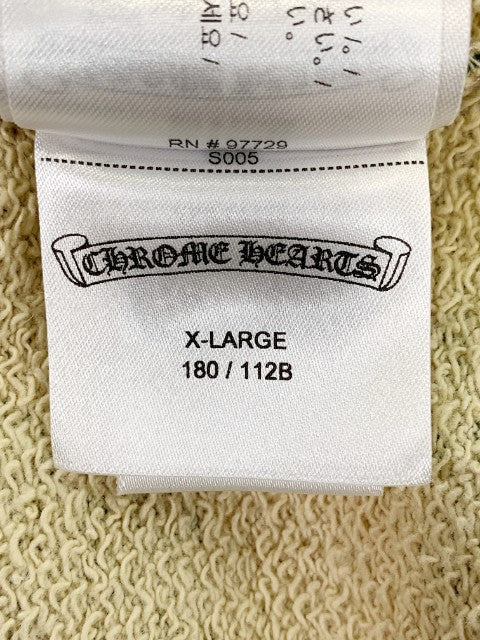 RN # 97729
S005
CHROME HEARTS
X-LARGE
180 / 112B